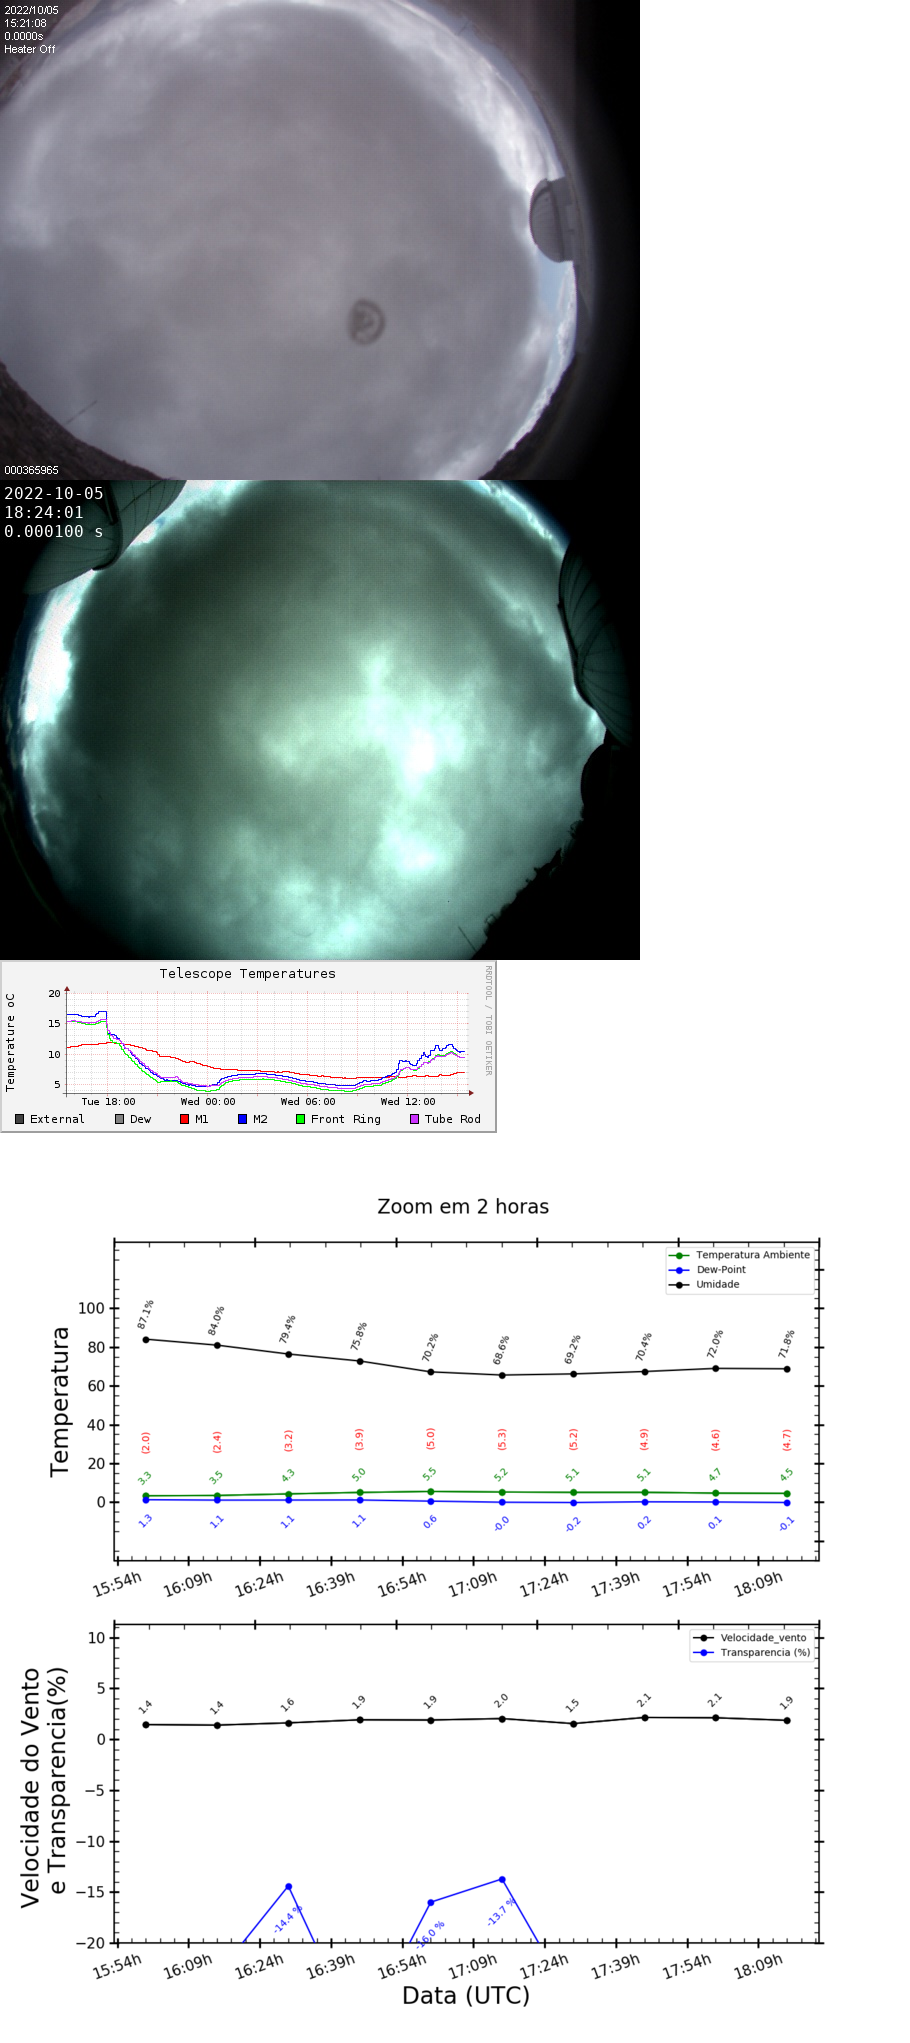 2022/10/05
15:21:08
0.0000s
Heater Off
000365965
2022-10-05
18:24:01
0.000100 s
Telescope Temperatures
RRDTOOL / TOBI OETIKER
Temperature oC
20
15
10
5
Tue 18:00 Wed 00:00 Wed 06:00 Wed 12:00
External Dew M1 M2 Front Ring Tube Rod
Zoom em 2 horas
Temperatura Ambiente
Dew-Point
Umidade
Temperatura
100
80
60
40
20
0
87.1% 84.0% 79.4% 75.8% 70.2% 68.6% 69.2% 70.4% 72.0% 71.8%
(2.0) (2.4) (3.2) (3.9) (5.0) (5.3) (5.2) (4.9) (4.6) (4.7)
3.3 3.5 4.3 5.0 5.5 5.2 5.1 5.1 4.7 4.5
1.3 1.1 1.1 1.1 0.6 -0.0 -0.2 0.2 0.1 -0.1
15:54h 16:09h 16:24h 16:39h 16:54h 17:09h 17:24h 17:39h 17:54h 18:09h
Velocidade_vento
Transparencia (%)
Velocidade do Vento
e Transparencia(%)
10
5
0
−5
−10
−15
−20
1.4 1.4 1.6 1.9 1.9 2.0 1.5 2.1 2.1 1.9
-14.4 % -16.0 % -13.7 %
15:54h 16:09h 16:24h 16:39h 16:54h 17:09h 17:24h 17:39h 17:54h 18:09h
Data (UTC)